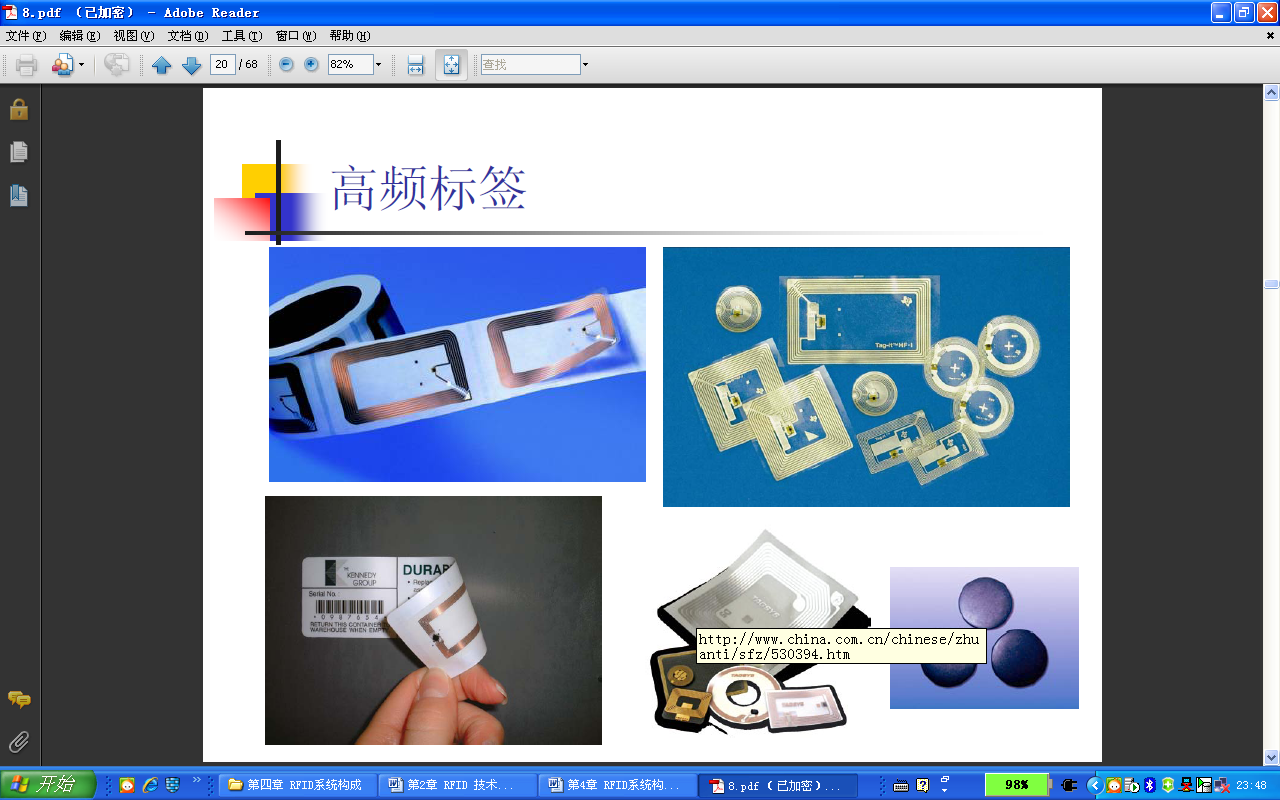 8.pdf （已加密） - Adobe Reader
文件(F) 编辑(E) 视图(V) 文档(D) 工具(T) 窗口(W) 帮助(H)
20 / 68 82% 查找
高频标签
Tag-it™HF-I
KENNEDY
GROUP
DURAB
Serial No.:
RETURN THIS CONTAINER
WAREHOUSE WHEN EMPT
http://www.china.com.cn/chinese/zhu
anti/sfz/530394.htm
开始
第四章 RFID系统构成
第2章 RFID 技术...
第4章 RFID系统构...
8.pdf （已加密）...
98%
23:48